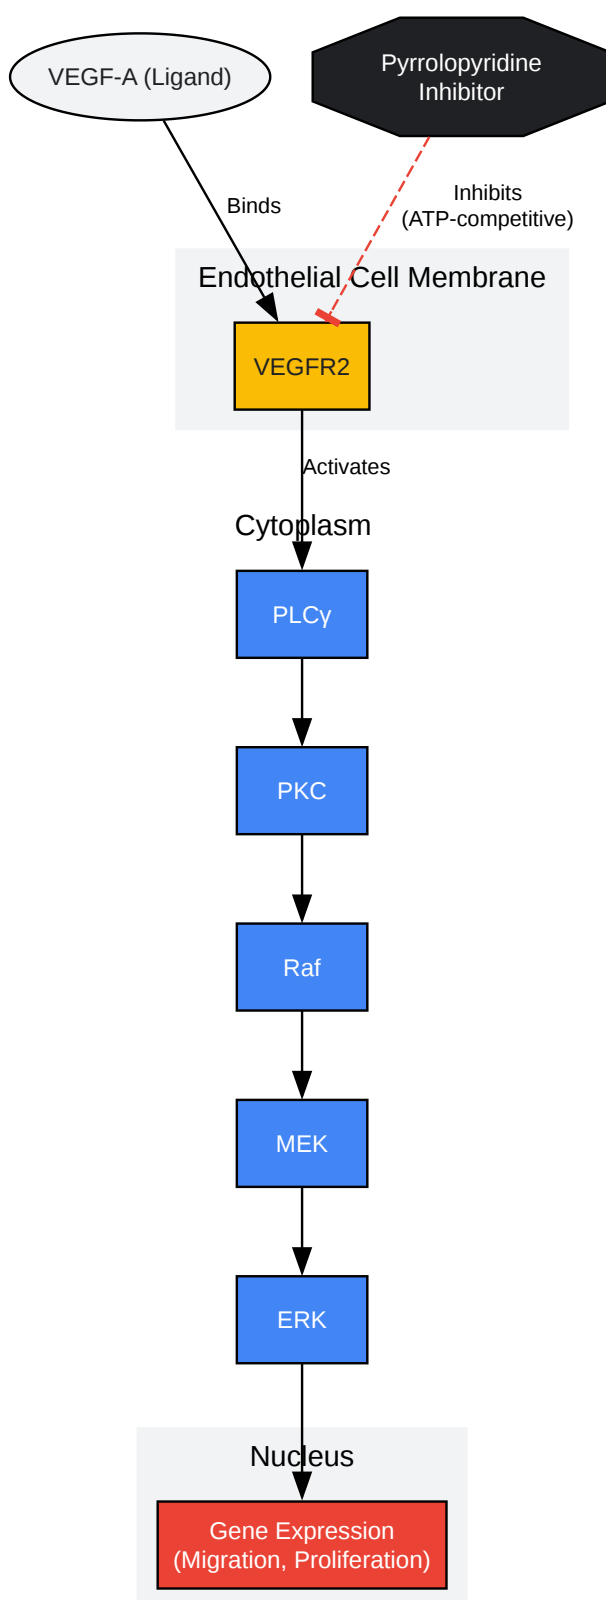 VEGF-A (Ligand)
Pyrrolopyridine
Inhibitor
Binds
Inhibits
(ATP-competitive)
Endothelial Cell Membrane
VEGFR2
Activates
Cytoplasm
PLCγ
PKC
Raf
MEK
ERK
Nucleus
Gene Expression
(Migration, Proliferation)